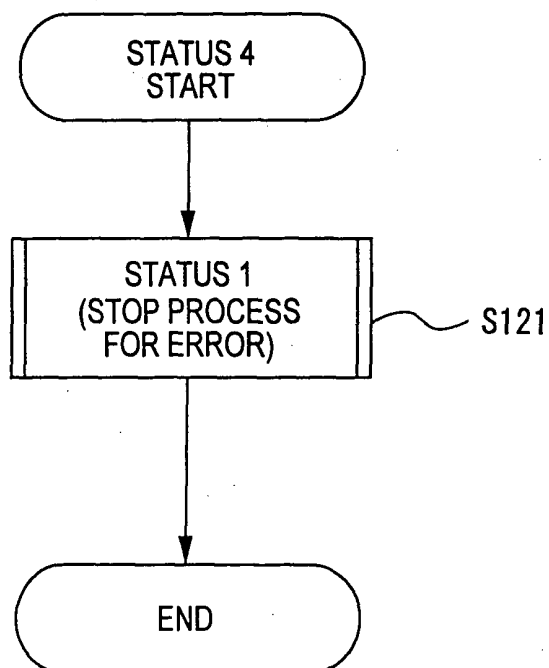 STATUS 4
START
STATUS 1
(STOP PROCESS
FOR ERROR)
S121
END